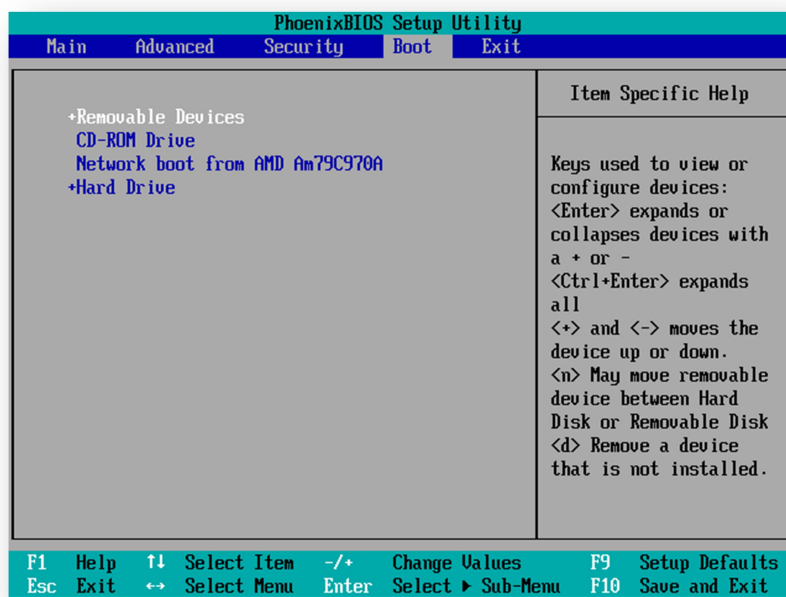 PhoenixBIOS Setup Utility
Main Advanced Security Boot Exit
+Removable Devices
CD-ROM Drive
Network boot from AMD Am79C970A
+Hard Drive
Item Specific Help
Keys used to view or
configure devices:
<Enter> expands or
collapses devices with
a + or -
<Ctrl+Enter> expands
all
<+> and <-> moves the
device up or down.
<n> May move removable
device between Hard
Disk or Removable Disk
<d> Remove a device
that is not installed.
F1 Help ↑↓ Select Item -/+ Change Values F9 Setup Defaults
Esc Exit ↔ Select Menu Enter Select ▶ Sub-Menu F10 Save and Exit